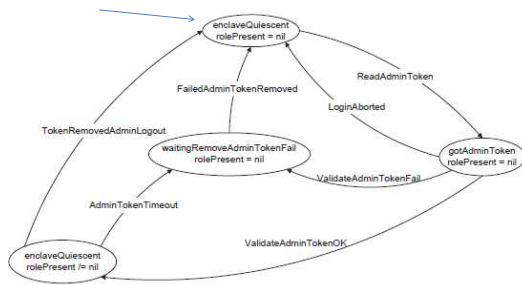 enclaveQuiescent
rolePresent = nil
ReadAdminToken
FailedAdminTokenRemoved
LoginAborted
TokenRemovedAdminLogout
waitingRemoveAdminTokenFail
rolePresent = nil
gotAdminToken
rolePresent = nil
ValidateAdminTokenFail
AdminTokenTimeout
ValidateAdminTokenOK
enclaveQuiescent
rolePresent /= nil